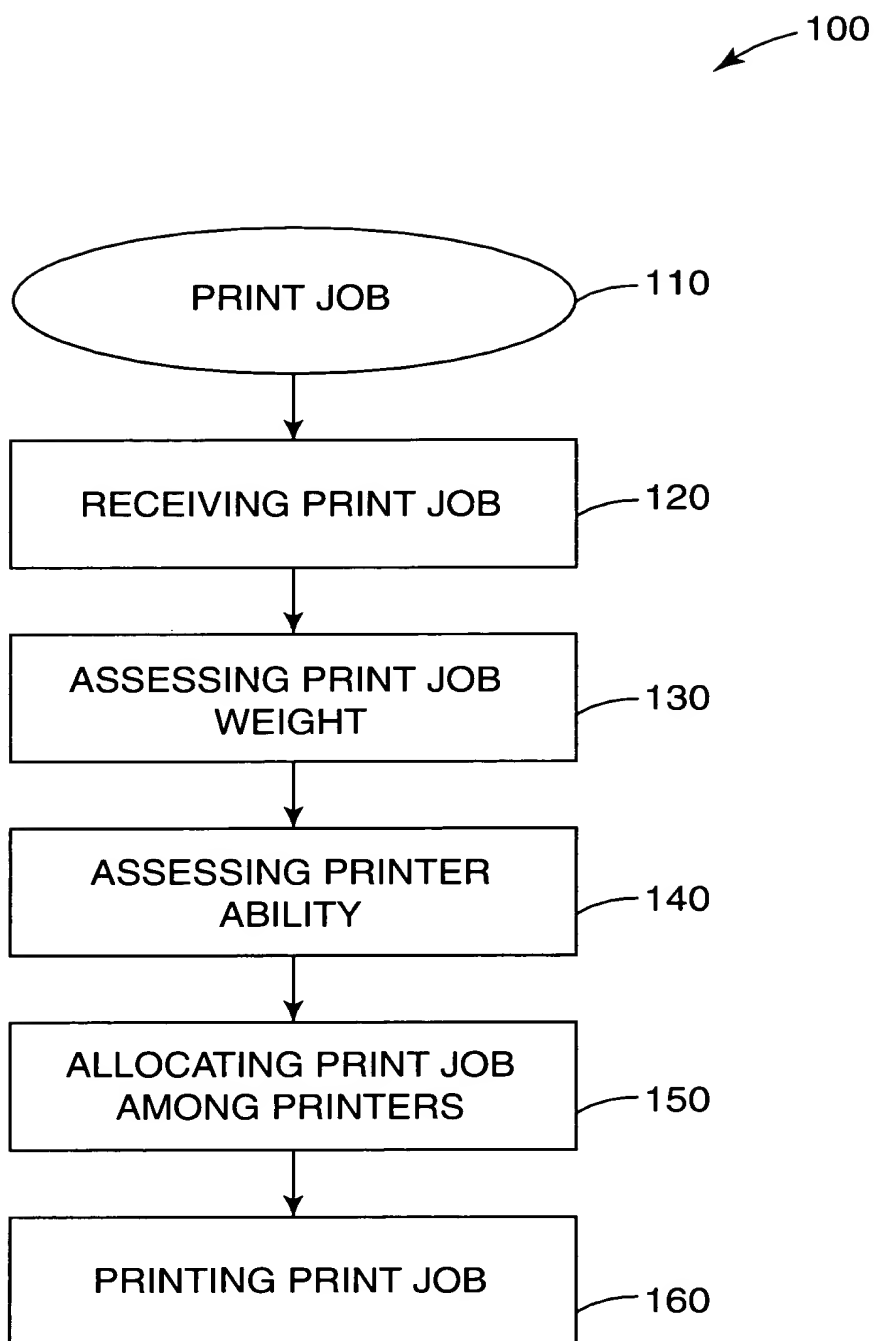 100
PRINT JOB
110
RECEIVING PRINT JOB
120
ASSESSING PRINT JOB
WEIGHT
130
ASSESSING PRINTER
ABILITY
140
ALLOCATING PRINT JOB
AMONG PRINTERS
150
PRINTING PRINT JOB
160